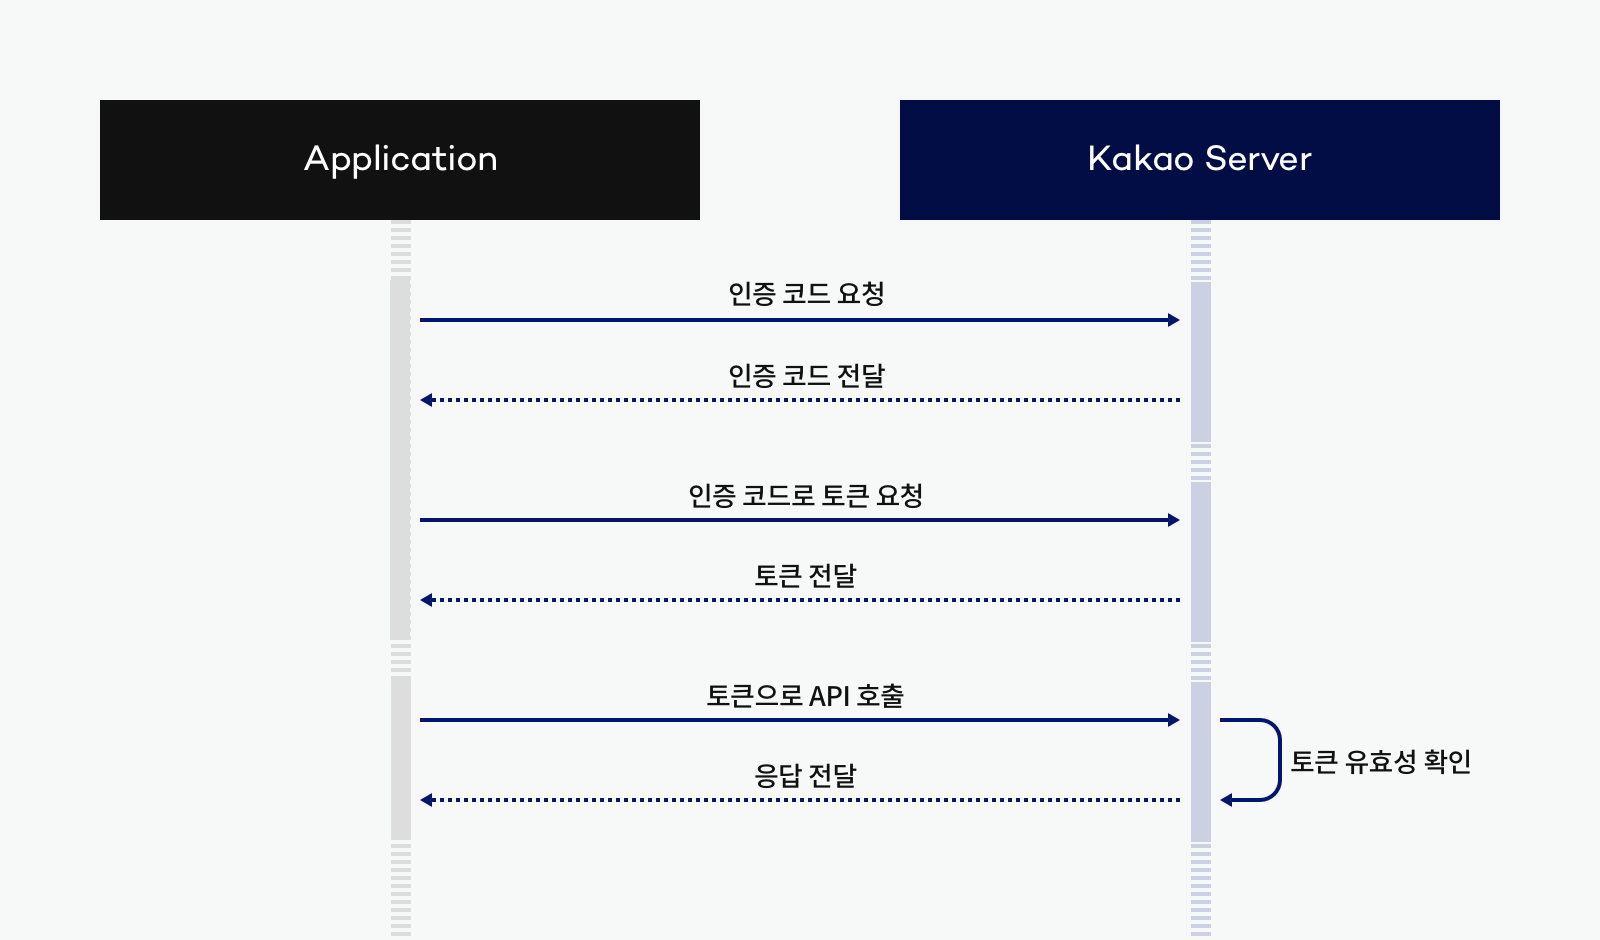 Application
Kakao Server
인증 코드 요청
인증 코드 전달
인증 코드로 토큰 요청
토큰 전달
토큰으로 API 호출
토큰 유효성 확인
응답 전달